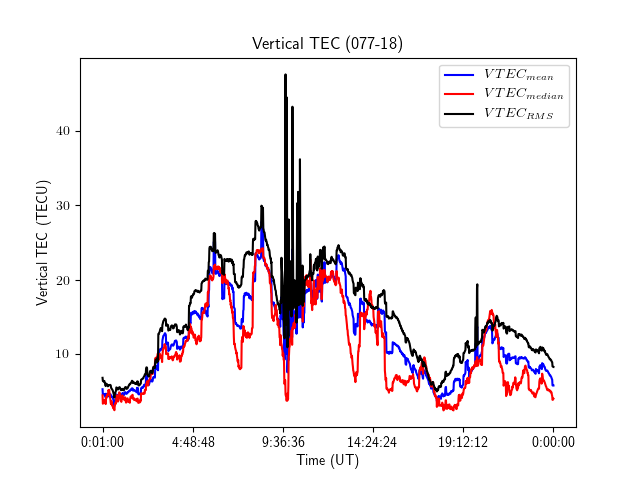 Vertical TEC (077-18)
VTEC_mean
VTEC_median
VTEC_RMS
Vertical TEC (TECU)
40
30
20
10
0:01:00 4:48:48 9:36:36 14:24:24 19:12:12 0:00:00
Time (UT)